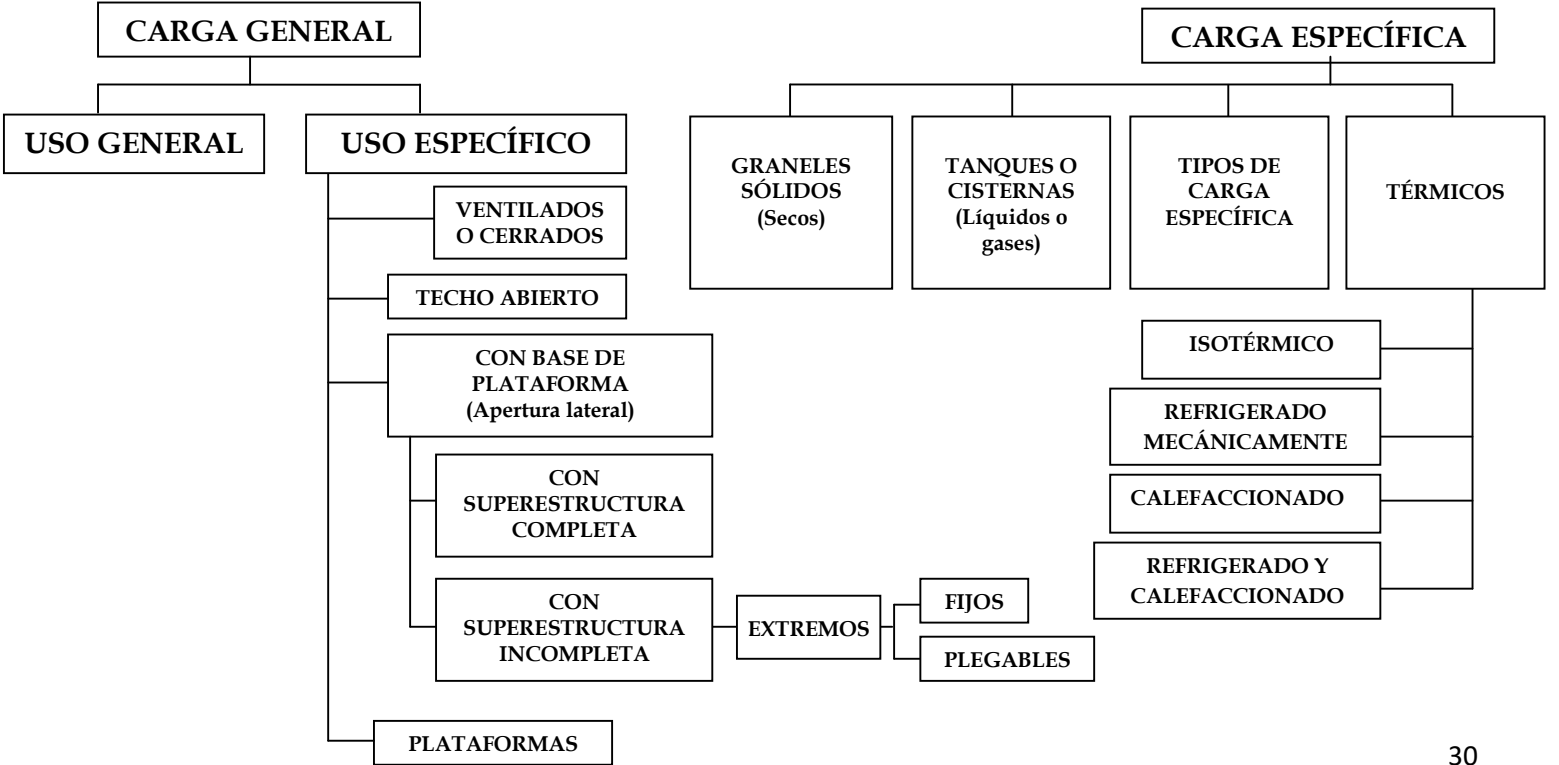 CARGA GENERAL
USO GENERAL
USO ESPECÍFICO
VENTILADOS
O CERRADOS
TECHO ABIERTO
CON BASE DE
PLATAFORMA
(Apertura lateral)
CON
SUPERESTRUCTURA
COMPLETA
CON
SUPERESTRUCTURA
INCOMPLETA
EXTREMOS
FIJOS
PLEGABLES
PLATAFORMAS
CARGA ESPECÍFICA
GRANELES
SÓLIDOS
(Secos)
TANQUES O
CISTERNAS
(Líquidos o
gases)
TIPOS DE
CARGA
ESPECÍFICA
TÉRMICOS
ISOTÉRMICO
REFRIGERADO
MECÁNICAMENTE
CALEFACCIONADO
REFRIGERADO Y
CALEFACCIONADO
30